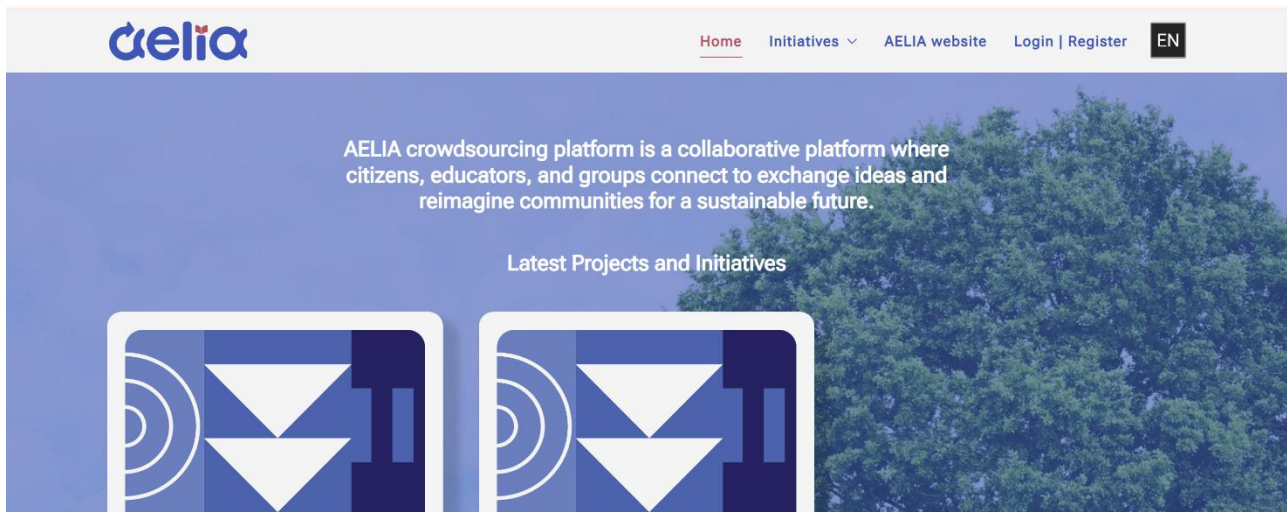 aelia
Home Initiatives AELIA website Login | Register EN
AELIA crowdsourcing platform is a collaborative platform where
citizens, educators, and groups connect to exchange ideas and
reimagine communities for a sustainable future.
Latest Projects and Initiatives